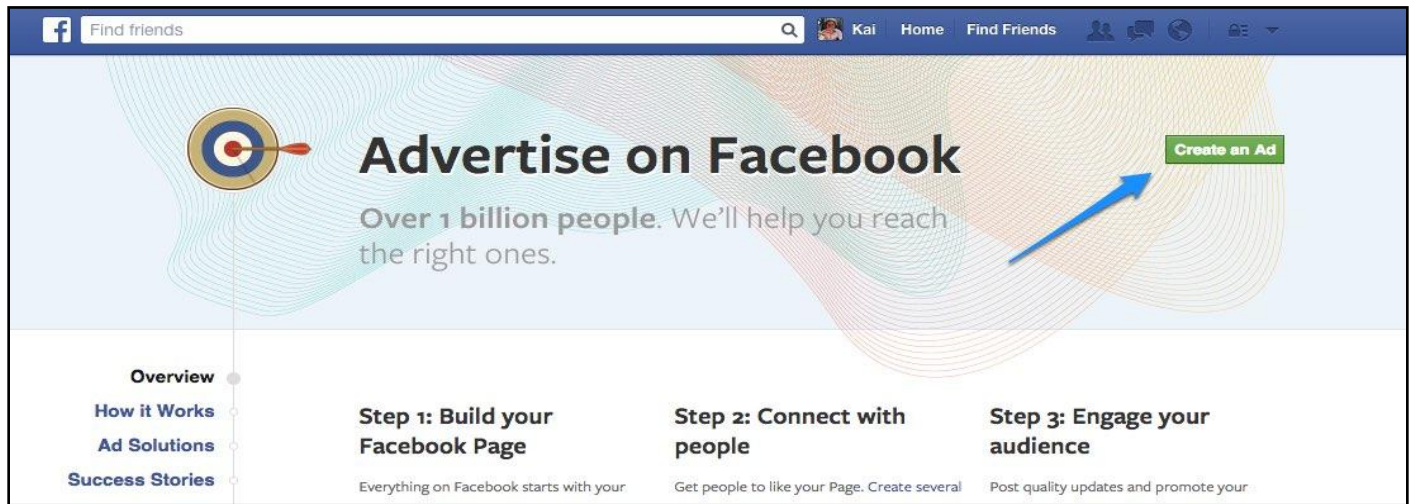 Find friends
Kai Home Find Friends
Advertise on Facebook
Create an Ad
Over 1 billion people. We'll help you reach
the right ones.
Overview
How it Works
Ad Solutions
Success Stories
Step 1: Build your
Facebook Page
Everything on Facebook starts with your
Step 2: Connect with
people
Get people to like your Page. Create several
Step 3: Engage your
audience
Post quality updates and promote your